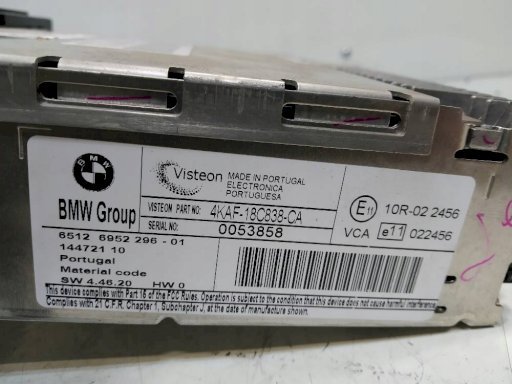 BMW
BMW Group
Visteon
MADE IN PORTUGAL
ELECTRONICA
PORTUGUESA
VISTEON PART NO: 4KAF-18C838-CA
SERIAL NO: 0053858
E11 10R-02 2456
VCA e11 022456
6512 6952 296-01
144721 10
Portugal
Material code
SW 4.46.20 HW 0
This device complies with Part 15 of the FCC Rules. Operation is subject to the condition that this device does not cause harmful interference.
Complies with 21 C.F.R. Chapter 1, Subchapter J, at the date of manufacture shown.